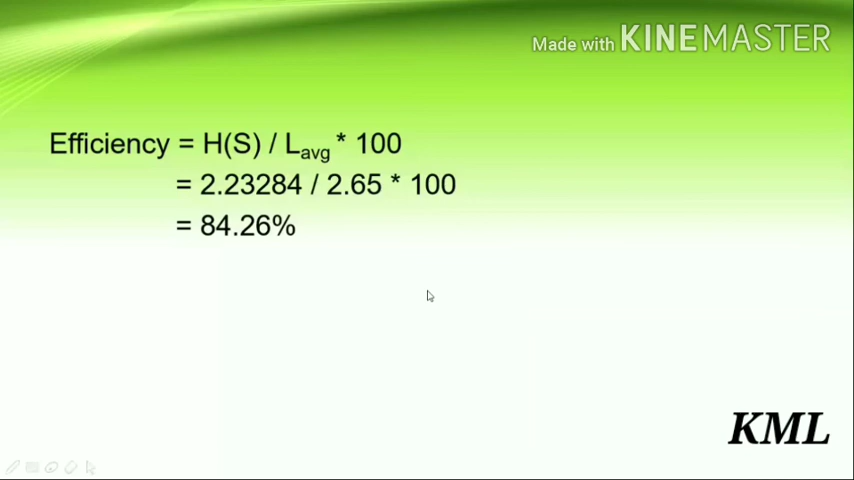 Made with KINEMASTER
Efficiency = H(S) / Lavg * 100
= 2.23284 / 2.65 * 100
= 84.26%
KML